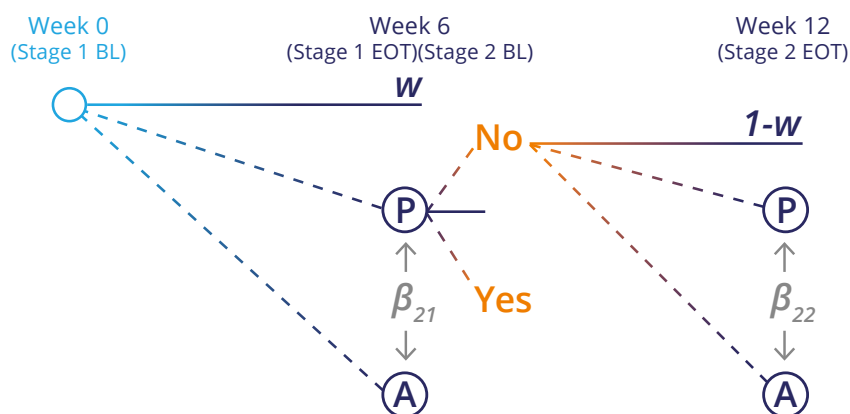 Week 0
(Stage 1 BL)
Week 6
(Stage 1 EOT)(Stage 2 BL)
Week 12
(Stage 2 EOT)
w
1-w
No
P
P
Yes
β21
β22
A
A